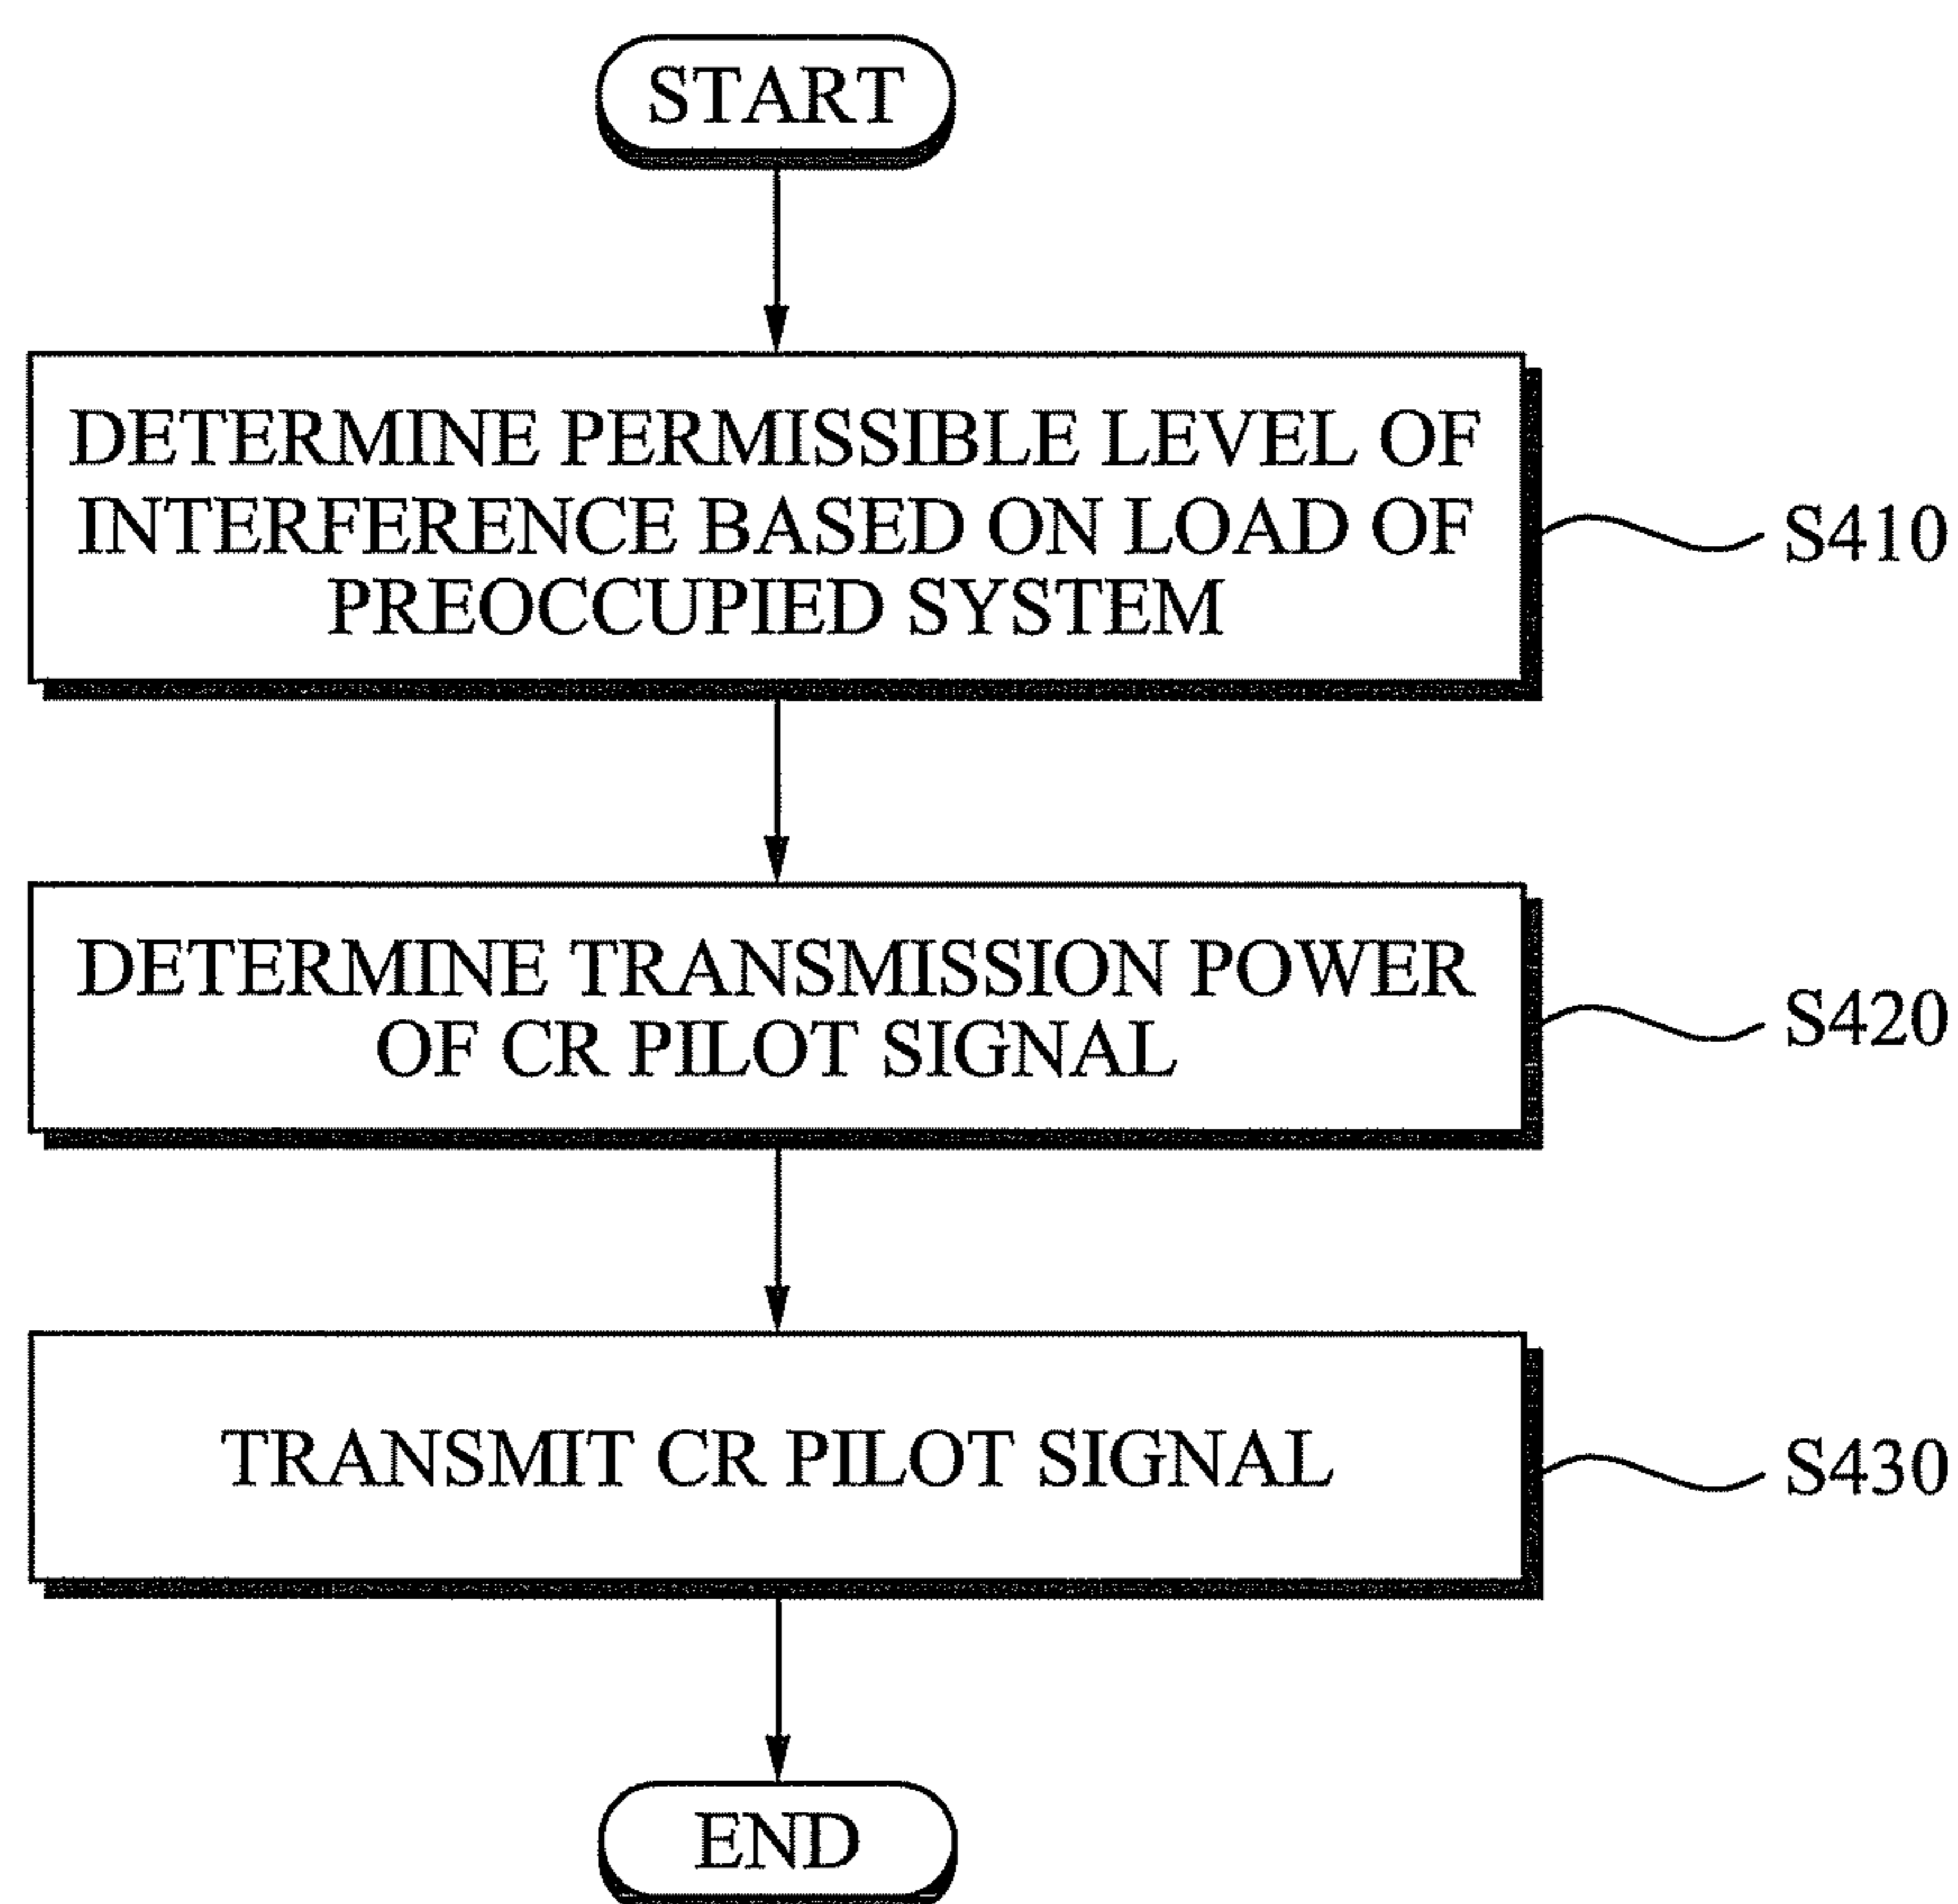 START
DETERMINE PERMISSIBLE LEVEL OF
INTERFERENCE BASED ON LOAD OF
PREOCCUPIED SYSTEM
S410
DETERMINE TRANSMISSION POWER
OF CR PILOT SIGNAL
S420
TRANSMIT CR PILOT SIGNAL
S430
END